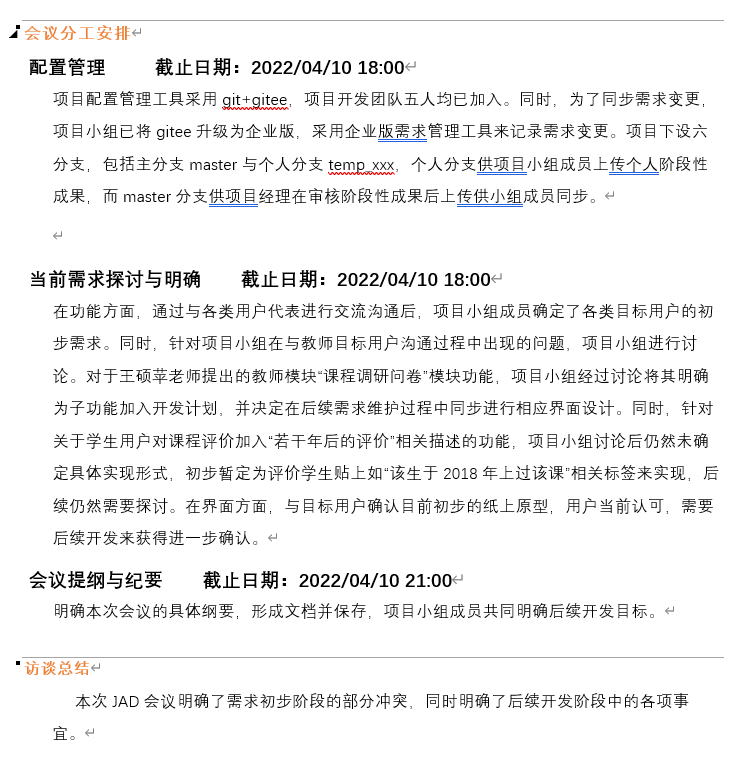 会议分工安排
配置管理 截止日期：2022/04/10 18:00
项目配置管理工具采用 git+gitee，项目开发团队五人均已加入。同时，为了同步需求变更，
项目小组已将 gitee 升级为企业版，采用企业版需求管理工具来记录需求变更。项目下设六
分支，包括主分支 master 与个人分支 temp_xxx，个人分支供项目小组成员上传个人阶段性
成果，而 master 分支供项目经理在审核阶段性成果后上传供小组成员同步。
当前需求探讨与明确 截止日期：2022/04/10 18:00
在功能方面，通过与各类用户代表进行交流沟通后，项目小组成员确定了各类目标用户的初
步需求。同时，针对项目小组在与教师目标用户沟通过程中出现的问题，项目小组进行讨
论。对于王硕苹老师提出的教师模块“课程调研问卷”模块功能，项目小组经过讨论将其明确
为子功能加入开发计划，并决定在后续需求维护过程中同步进行相应界面设计。同时，针对
关于学生用户对课程评价加入“若干年后的评价”相关描述的功能，项目小组讨论后仍然未确
定具体实现形式，初步暂定为评价学生贴上如“该生于 2018 年上过该课”相关标签来实现，后
续仍然需要探讨。在界面方面，与目标用户确认目前初步的纸上原型，用户当前认可，需要
后续开发来获得进一步确认。
会议提纲与纪要 截止日期：2022/04/10 21:00
明确本次会议的具体纲要，形成文档并保存，项目小组成员共同明确后续开发目标。
访谈总结
本次 JAD 会议明确了需求初步阶段的部分冲突，同时明确了后续开发阶段中的各项事
宜。